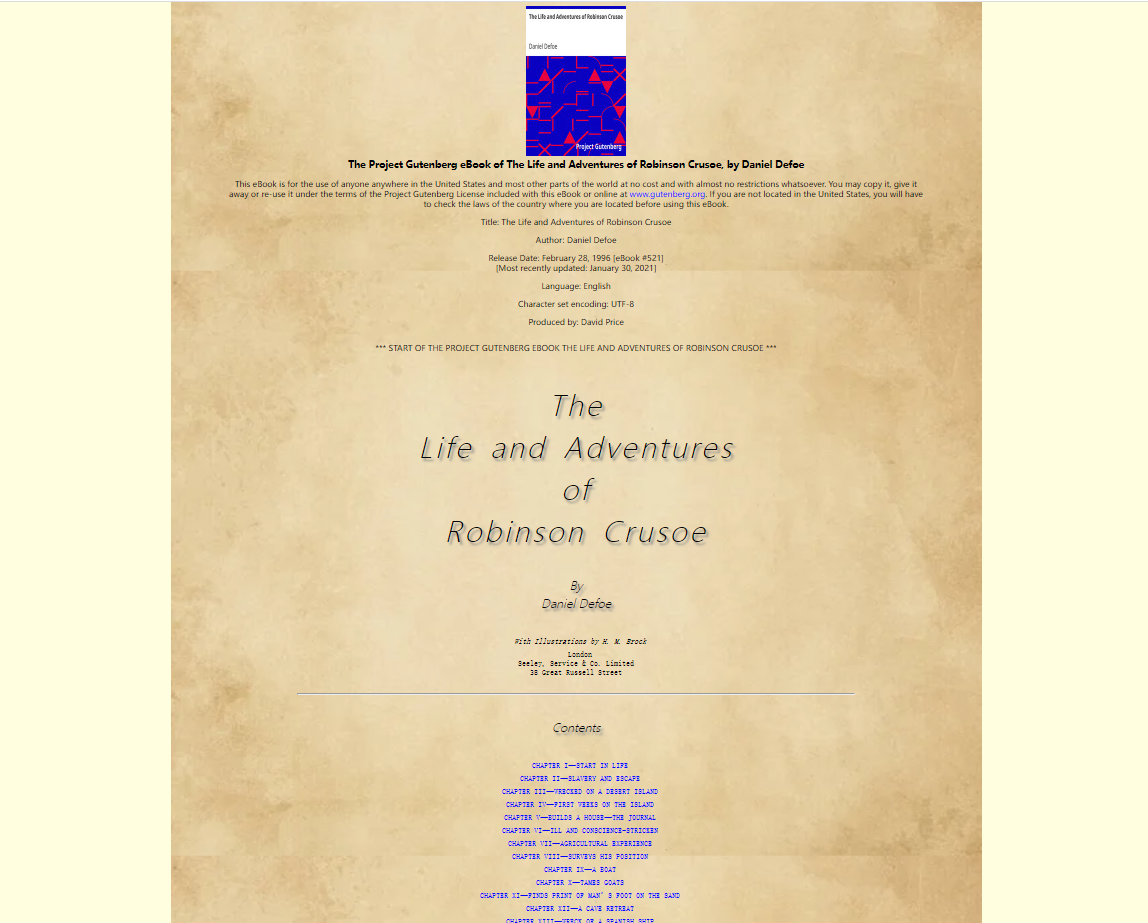 The Life and Adventures of Robinson Crusoe
Daniel Defoe
Project Gutenberg
The Project Gutenberg eBook of The Life and Adventures of Robinson Crusoe, by Daniel Defoe
This eBook is for the use of anyone anywhere in the United States and most other parts of the world at no cost and with almost no restrictions whatsoever. You may copy it, give it
away or re-use it under the terms of the Project Gutenberg License included with this eBook or online at www.gutenberg.org. If you are not located in the United States, you will have
to check the laws of the country where you are located before using this eBook.
Title: The Life and Adventures of Robinson Crusoe
Author: Daniel Defoe
Release Date: February 28, 1996 [eBook #521]
[Most recently updated: January 30, 2021]
Language: English
Character set encoding: UTF-8
Produced by: David Price
*** START OF THE PROJECT GUTENBERG EBOOK THE LIFE AND ADVENTURES OF ROBINSON CRUSOE ***
The
Life and Adventures
of
Robinson Crusoe
By
Daniel Defoe
With Illustrations by H. M. Brock
London
Seeley, Service & Co. Limited
38 Great Russell Street
Contents
CHAPTER I—START IN LIFE
CHAPTER II—SLAVERY AND ESCAPE
CHAPTER III—WRECKED ON A DESERT ISLAND
CHAPTER IV—FIRST WEEKS ON THE ISLAND
CHAPTER V—BUILDS A HOUSE—THE JOURNAL
CHAPTER VI—ILL AND CONSCIENCE-STRICKEN
CHAPTER VII—AGRICULTURAL EXPERIENCE
CHAPTER VIII—SURVEYS HIS POSITION
CHAPTER IX—A BOAT
CHAPTER X—TAMES GOATS
CHAPTER XI—FINDS PRINT OF MAN’S FOOT ON THE SAND
CHAPTER XII—A CAVE RETREAT
CHAPTER XIII—WRECK OF A SPANISH SHIP